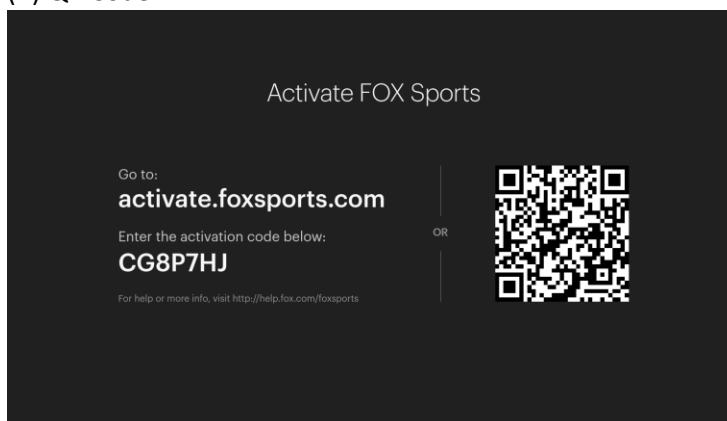 Activate FOX Sports
Go to:
activate.foxsports.com
Enter the activation code below:
CG8P7HJ
For help or more info, visit http://help.fox.com/foxsports
OR